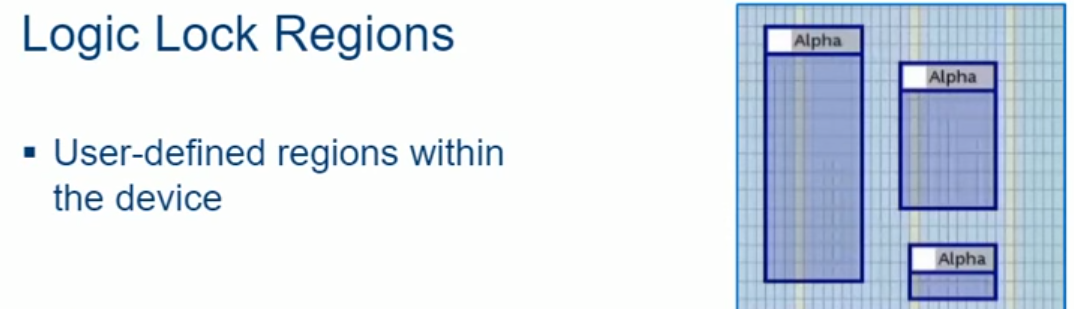 Logic Lock Regions
▪ User-defined regions within
the device
Alpha
Alpha
Alpha